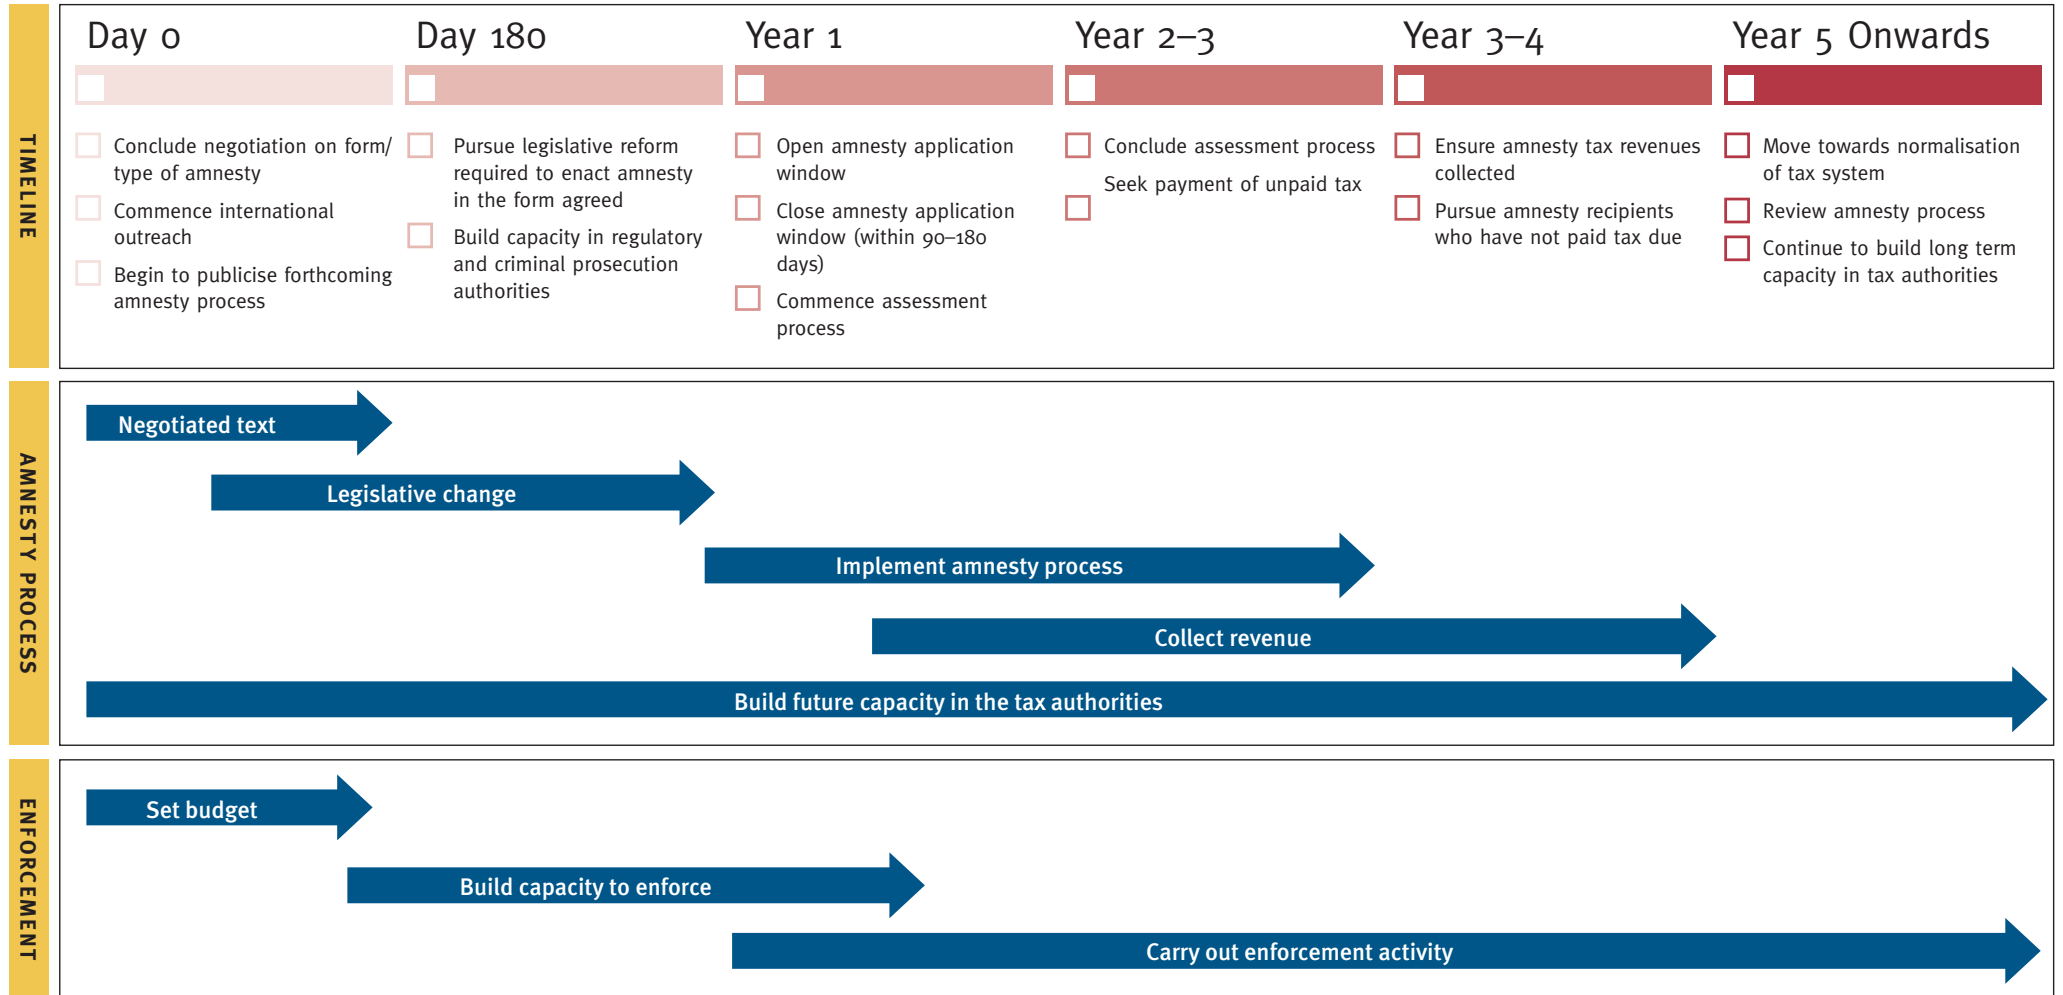 TIMELINE
Day 0
Conclude negotiation on form/
type of amnesty
Commence international
outreach
Begin to publicise forthcoming
amnesty process
Day 180
Pursue legislative reform
required to enact amnesty
in the form agreed
Build capacity in regulatory
and criminal prosecution
authorities
Year 1
Open amnesty application
window
Close amnesty application
window (within 90–180
days)
Commence assessment
process
Year 2–3
Conclude assessment process
Seek payment of unpaid tax
Year 3–4
Ensure amnesty tax revenues
collected
Pursue amnesty recipients
who have not paid tax due
Year 5 Onwards
Move towards normalisation
of tax system
Review amnesty process
Continue to build long term
capacity in tax authorities
AMNESTY PROCESS
Negotiated text
Legislative change
Implement amnesty process
Collect revenue
Build future capacity in the tax authorities
ENFORCEMENT
Set budget
Build capacity to enforce
Carry out enforcement activity